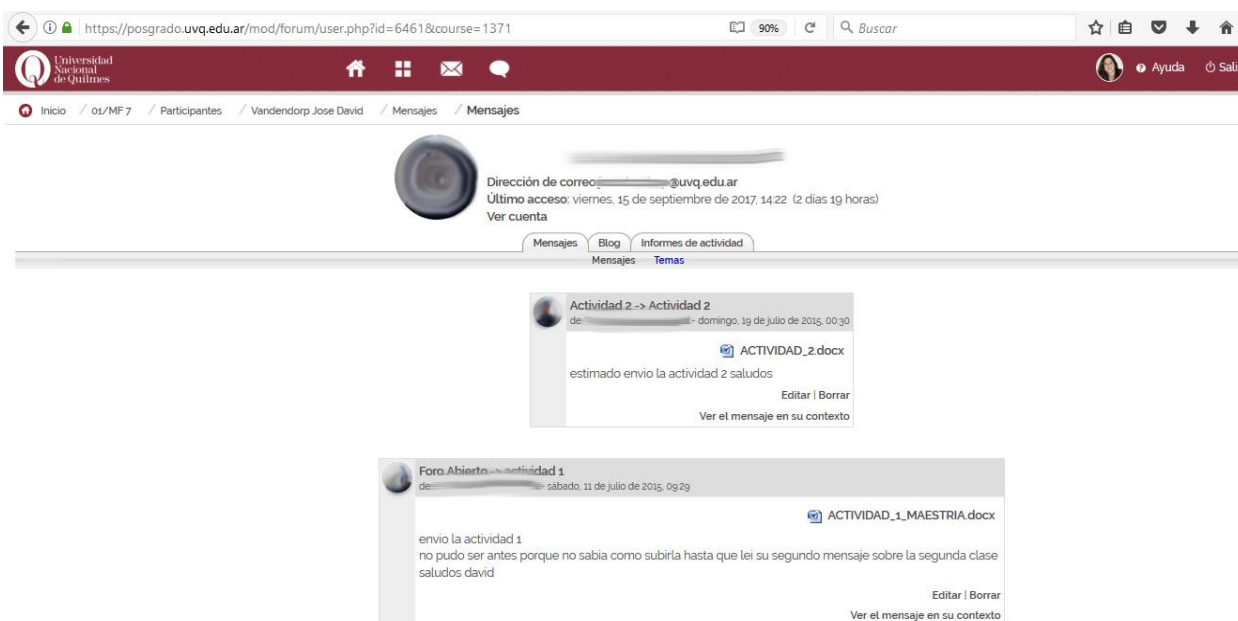 https://posgrado.uvq.edu.ar/mod/forum/user.php?id=6461&course=1371
90%
Buscar
Universidad
Nacional
de Quilmes
Ayuda
Sali
Inicio / 01/MF 7 / Participantes / Vandendorp Jose David / Mensajes / Mensajes
Dirección de correo @uvq.edu.ar
Último acceso: viernes, 15 de septiembre de 2017, 14:22 (2 días 19 horas)
Ver cuenta
Mensajes Blog Informes de actividad
Mensajes Temas
Actividad 2 -> Actividad 2
de - domingo, 19 de julio de 2015, 00:30
ACTIVIDAD_2.docx
estimado envio la actividad 2 saludos
Editar | Borrar
Ver el mensaje en su contexto
Foro Abierto -> actividad 1
de - sábado, 11 de julio de 2015, 09:29
ACTIVIDAD_1_MAESTRIA.docx
envio la actividad 1
no pudo ser antes porque no sabia como subirla hasta que lei su segundo mensaje sobre la segunda clase
saludos david
Editar | Borrar
Ver el mensaje en su contexto